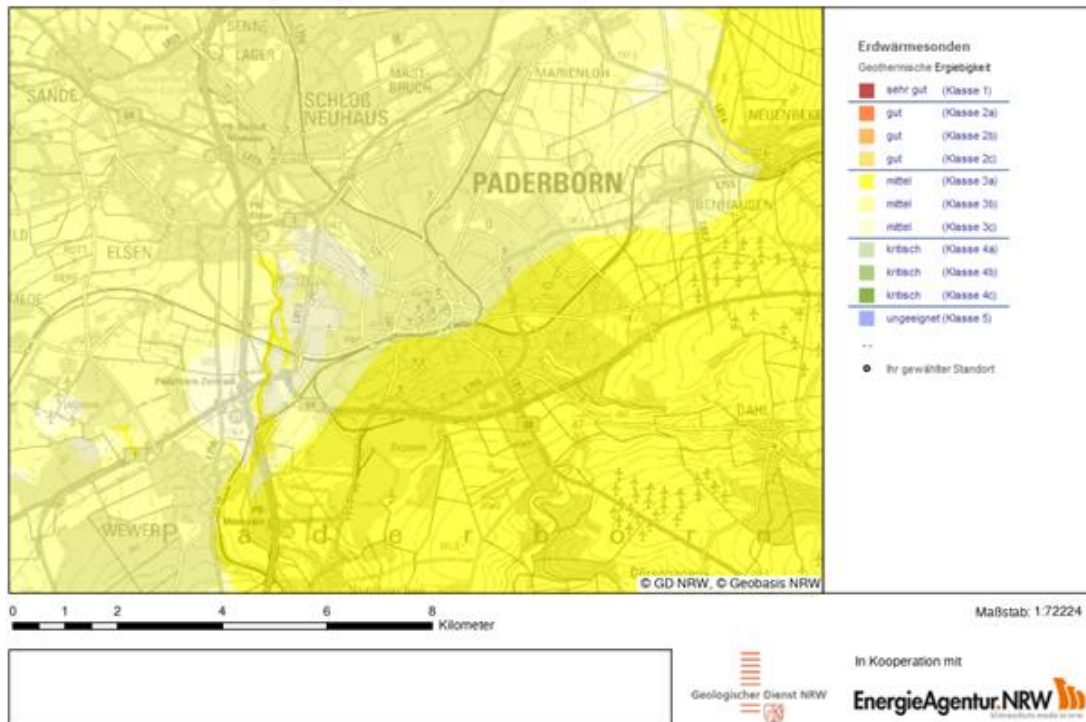 SENNE
LAGER
SANDE
MAST-
BRUCH
MARIENLOH
SCHLOß
NEUHAUS
PADERBORN
BENHAUSEN
ELSEN
DAHL
WEWER
P a d e r b o r n
© GD NRW, © Geobasis NRW
Erdwärmesonden
Geothermische Ergiebigkeit
sehr gut (Klasse 1)
gut (Klasse 2a)
gut (Klasse 2b)
gut (Klasse 2c)
mittel (Klasse 3a)
mittel (Klasse 3b)
mittel (Klasse 3c)
kritisch (Klasse 4a)
kritisch (Klasse 4b)
kritisch (Klasse 4c)
ungeeignet (Klasse 5)
--
Ihr gewählter Standort
0 1 2 4 6 8
Kilometer
Maßstab: 1:72224
Geologischer Dienst NRW
In Kooperation mit
EnergieAgentur.NRW